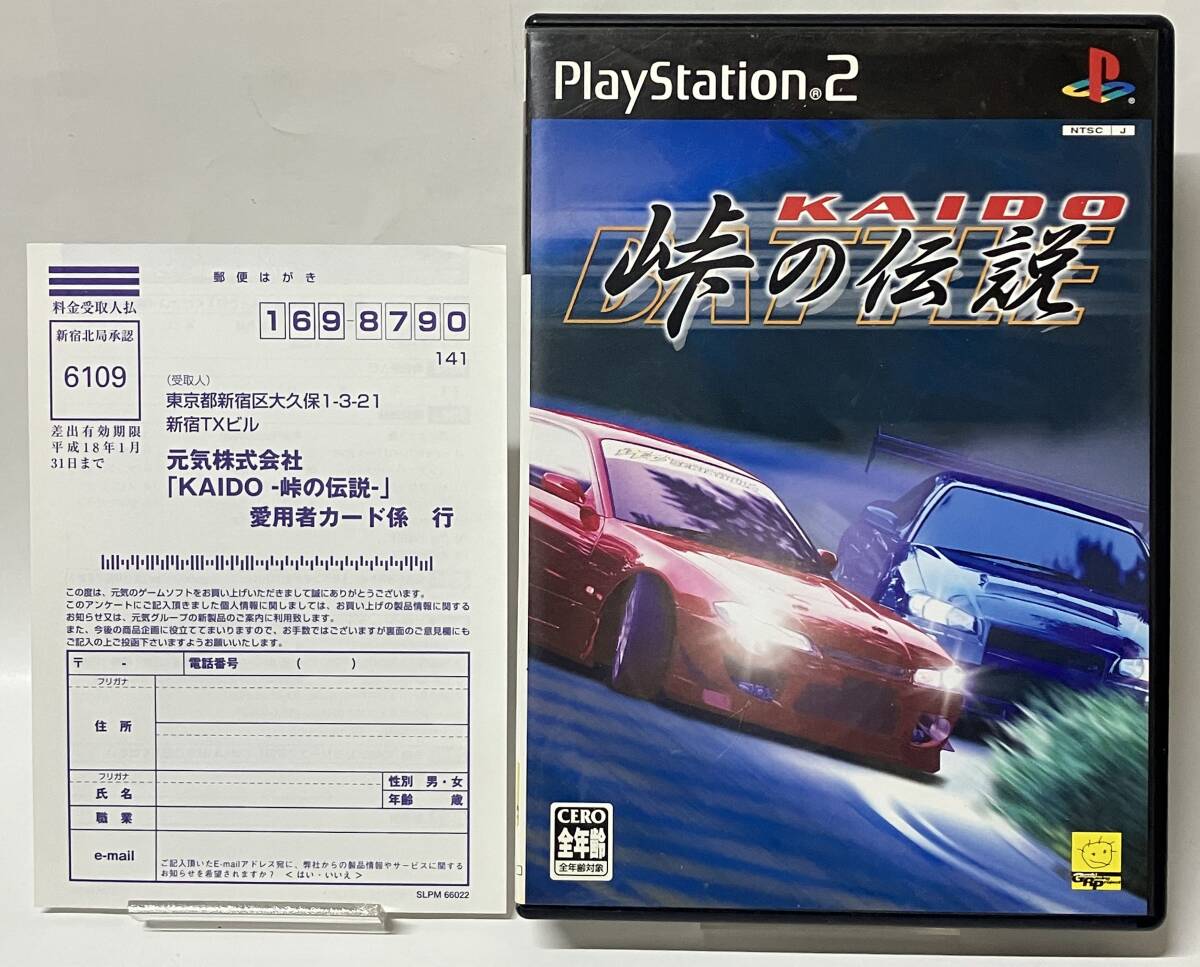 郵便はがき
料金受取人払
新宿北局承認
6109
差出有効期限
平成18年1月
31日まで
169-8790
141
（受取人）
東京都新宿区大久保1-3-21
新宿TXビル
元気株式会社
「KAIDO -峠の伝説-」
愛用者カード係 行
この度は、元気のゲームソフトをお買い上げいただきまして誠にありがとうございます。
このアンケートにご記入頂きました個人情報に関しましては、お買い上げの製品情報に関する
お知らせ又は、元気グループの新製品のご案内に利用致します。
また、今後の商品企画に役立ててまいりますので、お手数ではございますが裏面のご意見欄にも
ご記入の上ご投函下さいますようお願いいたします。
〒 - 電話番号 ( )
フリガナ
住所
フリガナ
氏名
性別 男・女
年齢 歳
職業
e-mail
ご記入頂いたE-mailアドレス宛に、弊社からの製品情報やサービスに関する
お知らせを希望されますか？ ＜はい・いいえ＞
SLPM 66022
PlayStation®2
NTSC J
KAIDO
BATTLE
峠の伝説
CERO
全年齢
全年齢対象
GRP